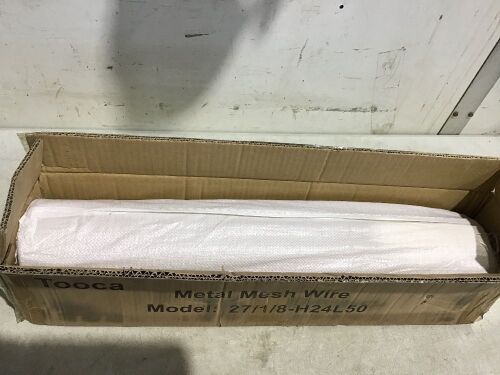 Tooca
Metal Mesh Wire
Model: 27/1/8-H24L50